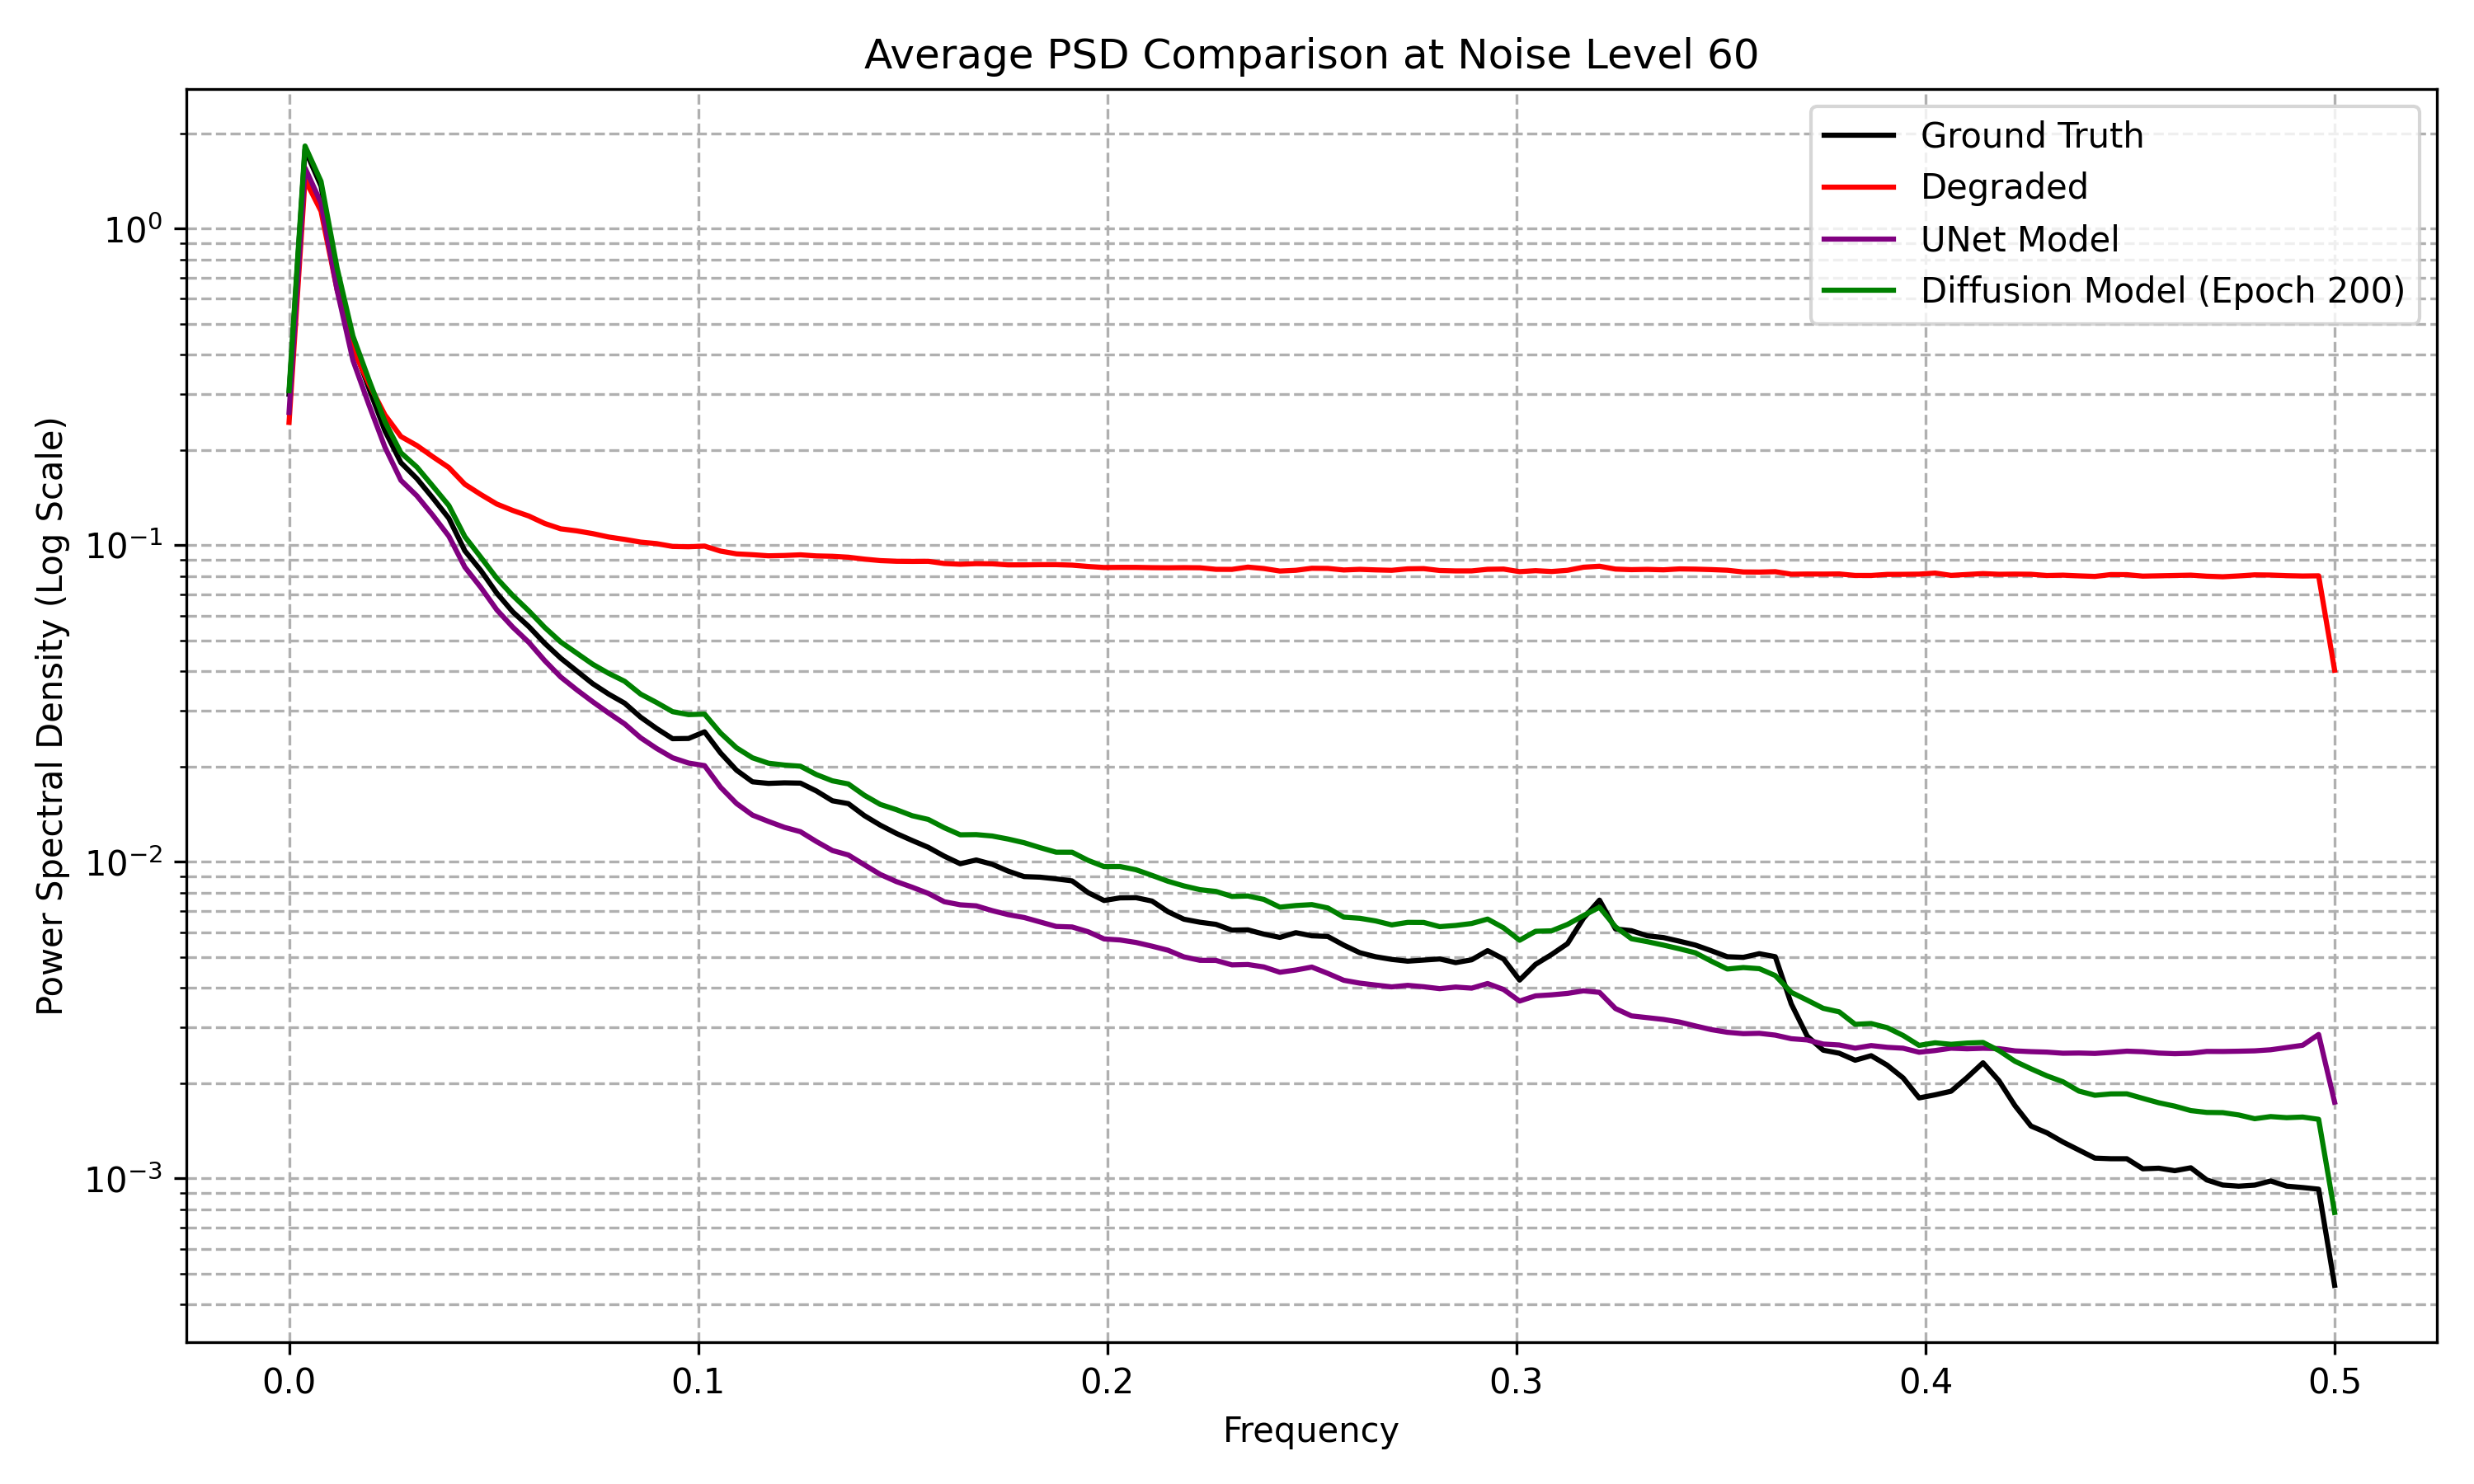 Average PSD Comparison at Noise Level 60
Ground Truth
Degraded
UNet Model
Diffusion Model (Epoch 200)
Power Spectral Density (Log Scale)
10⁰
10⁻¹
10⁻²
10⁻³
0.0 0.1 0.2 0.3 0.4 0.5
Frequency